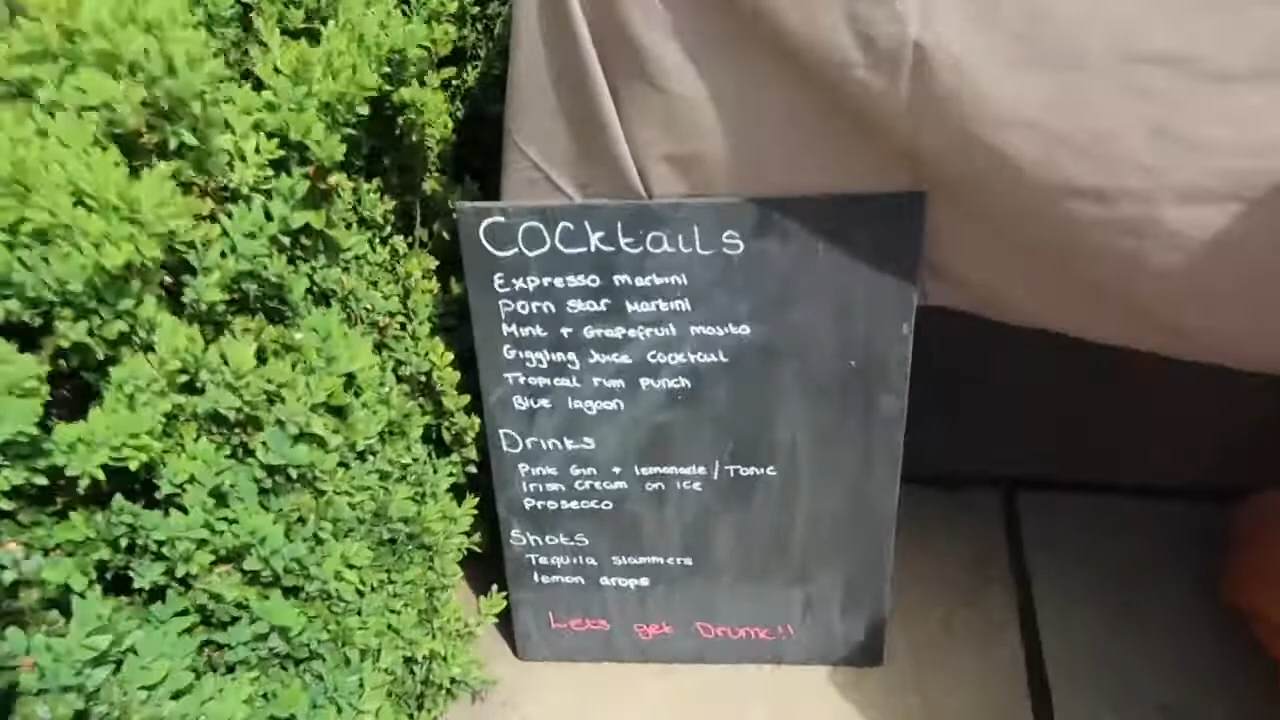 Cocktails
Expresso Martini
Porn Star Martini
Mint + Grapefruit mojito
Giggling Juice Cocktail
Tropical rum punch
Blue lagoon
Drinks
Pink Gin + lemonade / Tonic
Irish cream on ice
Prosecco
Shots
Tequila slammers
lemon drops
Lets get Drunk!!